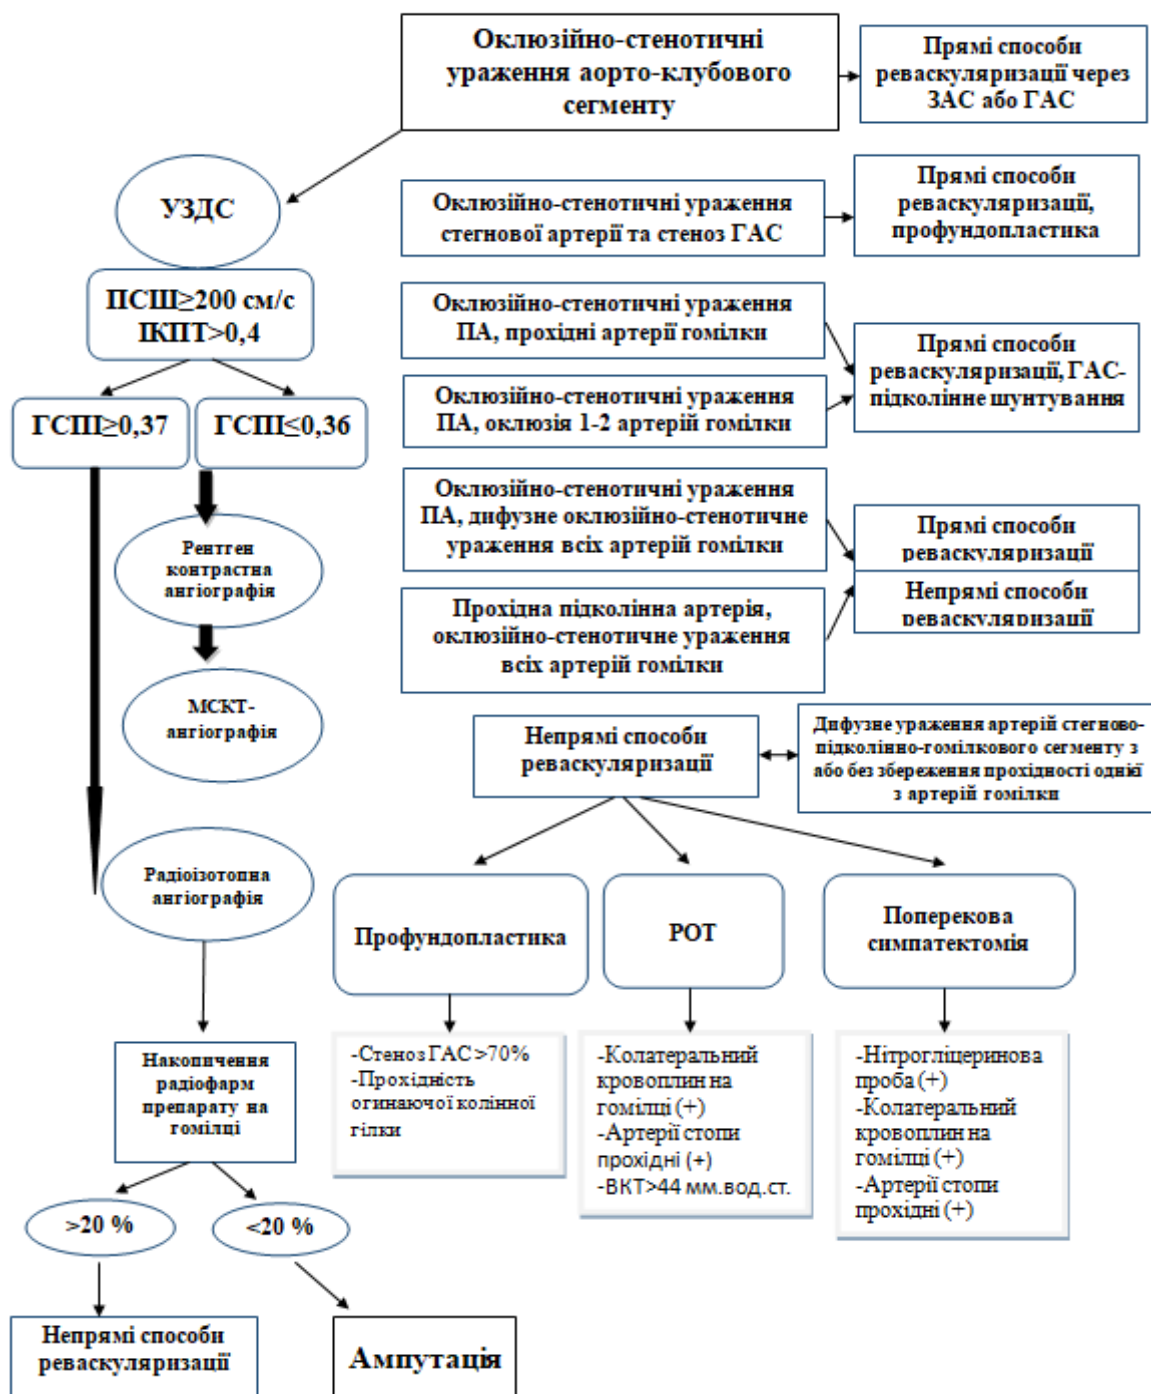 Оклюзійно-стенотичні
ураження аорто-клубового
сегменту
Прямі способи
реваскуляризації через
ЗАС або ГАС
УЗДС
Оклюзійно-стенотичні ураження
стегнової артерії та стеноз ГАС
Прямі способи
реваскуляризації,
профундопластика
ПСШ≥200 см/с
ІКПТ>0,4
Оклюзійно-стенотичні ураження
ПА, прохідні артерії гомілки
Прямі способи
реваскуляризації, ГАС-
підколінне шунтування
ГСПІ≥0,37
ГСПІ≤0,36
Оклюзійно-стенотичні ураження
ПА, оклюзія 1-2 артерій гомілки
Оклюзійно-стенотичні ураження
ПА, дифузне оклюзійно-стенотичне
ураження всіх артерій гомілки
Прямі способи
реваскуляризації
Непрямі способи
реваскуляризації
Рентген
контрастна
ангіографія
Прохідна підколінна артерія,
оклюзійно-стенотичне ураження
всіх артерій гомілки
МСКТ-
ангіографія
Непрямі способи
реваскуляризації
Дифузне ураження артерій стегново-
підколінно-гомілкового сегменту з
або без збереження прохідності однієї
з артерій гомілки
Радіоізотопна
ангіографія
Профундопластика
РОТ
Поперекова
симпатектомія
Накопичення
радіофарм
препарату на
гомілці
-Стеноз ГАС>70%
-Прохідність
огинаючої колінної
гілки
-Колатеральний
кровоплин на
гомілці (+)
-Артерії стопи
прохідні (+)
-ВКТ>44 мм.вод.ст.
-Нітрогліцеринова
проба (+)
-Колатеральний
кровоплин на
гомілці (+)
-Артерії стопи
прохідні (+)
>20 %
<20 %
Непрямі способи
реваскуляризації
Ампутація